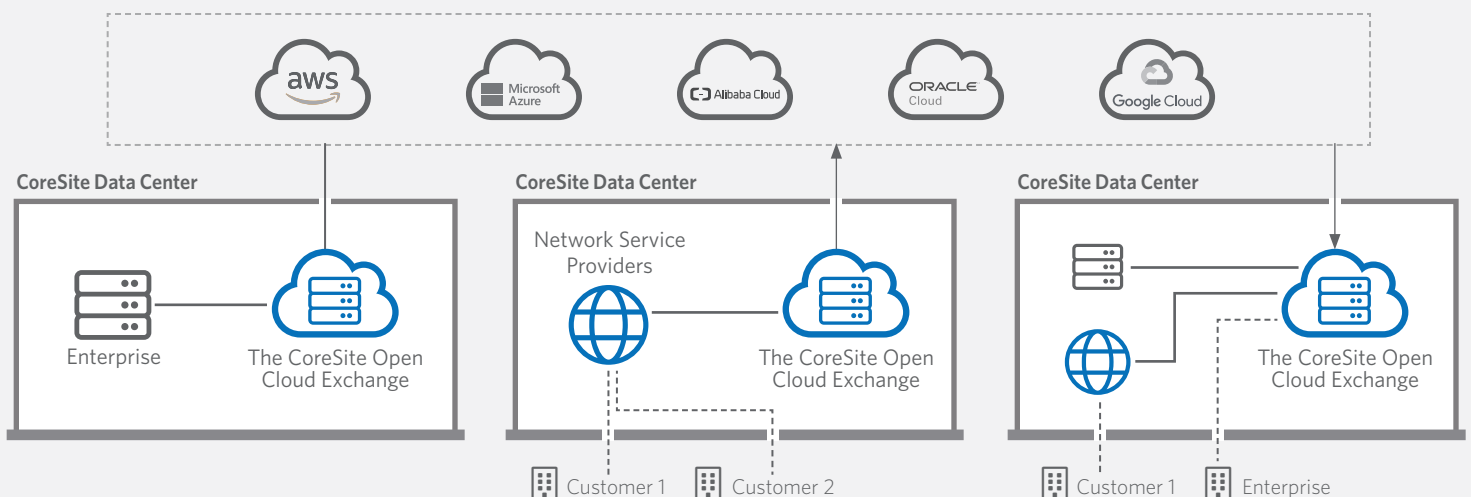 aws
Microsoft
Azure
Alibaba Cloud
ORACLE
Cloud
Google Cloud
CoreSite Data Center
Enterprise
The CoreSite Open
Cloud Exchange
CoreSite Data Center
Network Service
Providers
The CoreSite Open
Cloud Exchange
Customer 1
Customer 2
CoreSite Data Center
The CoreSite Open
Cloud Exchange
Customer 1
Enterprise